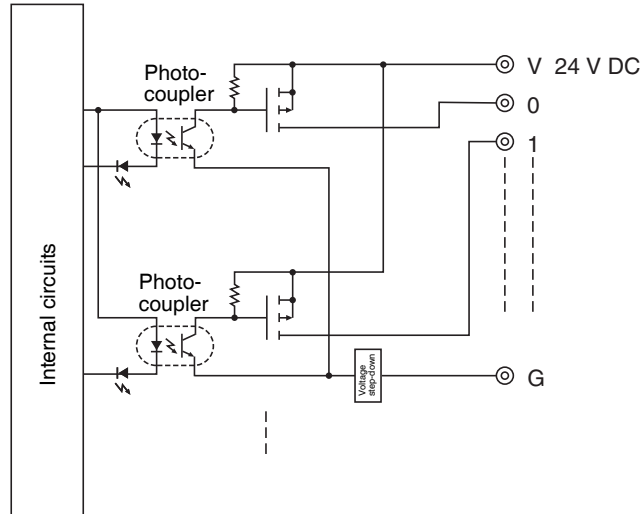 Photo-
coupler
V 24 V DC
0
1
Internal circuits
Photo-
coupler
Voltage
step-down
G